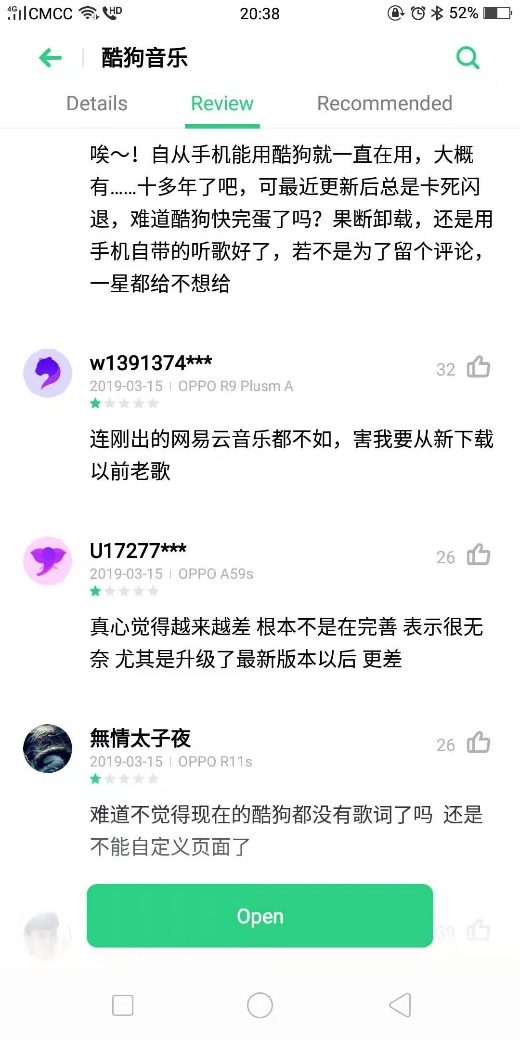 4G CMCC HD 20:38 52%
酷狗音乐
Details Review Recommended
唉～！自从手机能用酷狗就一直在用，大概
有……十多年了吧，可最近更新后总是卡死闪
退，难道酷狗快完蛋了吗？果断卸载，还是用
手机自带的听歌好了，若不是为了留个评论，
一星都给不想给
w1391374*** 32
2019-03-15 OPPO R9 Plusm A
连刚出的网易云音乐都不如，害我要从新下载
以前老歌
U17277*** 26
2019-03-15 OPPO A59s
真心觉得越来越差 根本不是在完善 表示很无
奈 尤其是升级了最新版本以后 更差
無情太子夜 26
2019-03-15 OPPO R11s
难道不觉得现在的酷狗都没有歌词了吗 还是
不能自定义页面了
Open
39